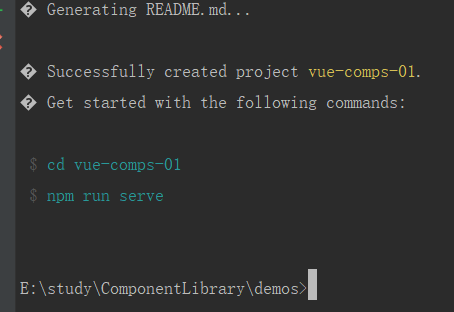 � Generating README.md...
� Successfully created project vue-comps-01.
� Get started with the following commands:
$ cd vue-comps-01
$ npm run serve
E:\study\ComponentLibrary\demos>